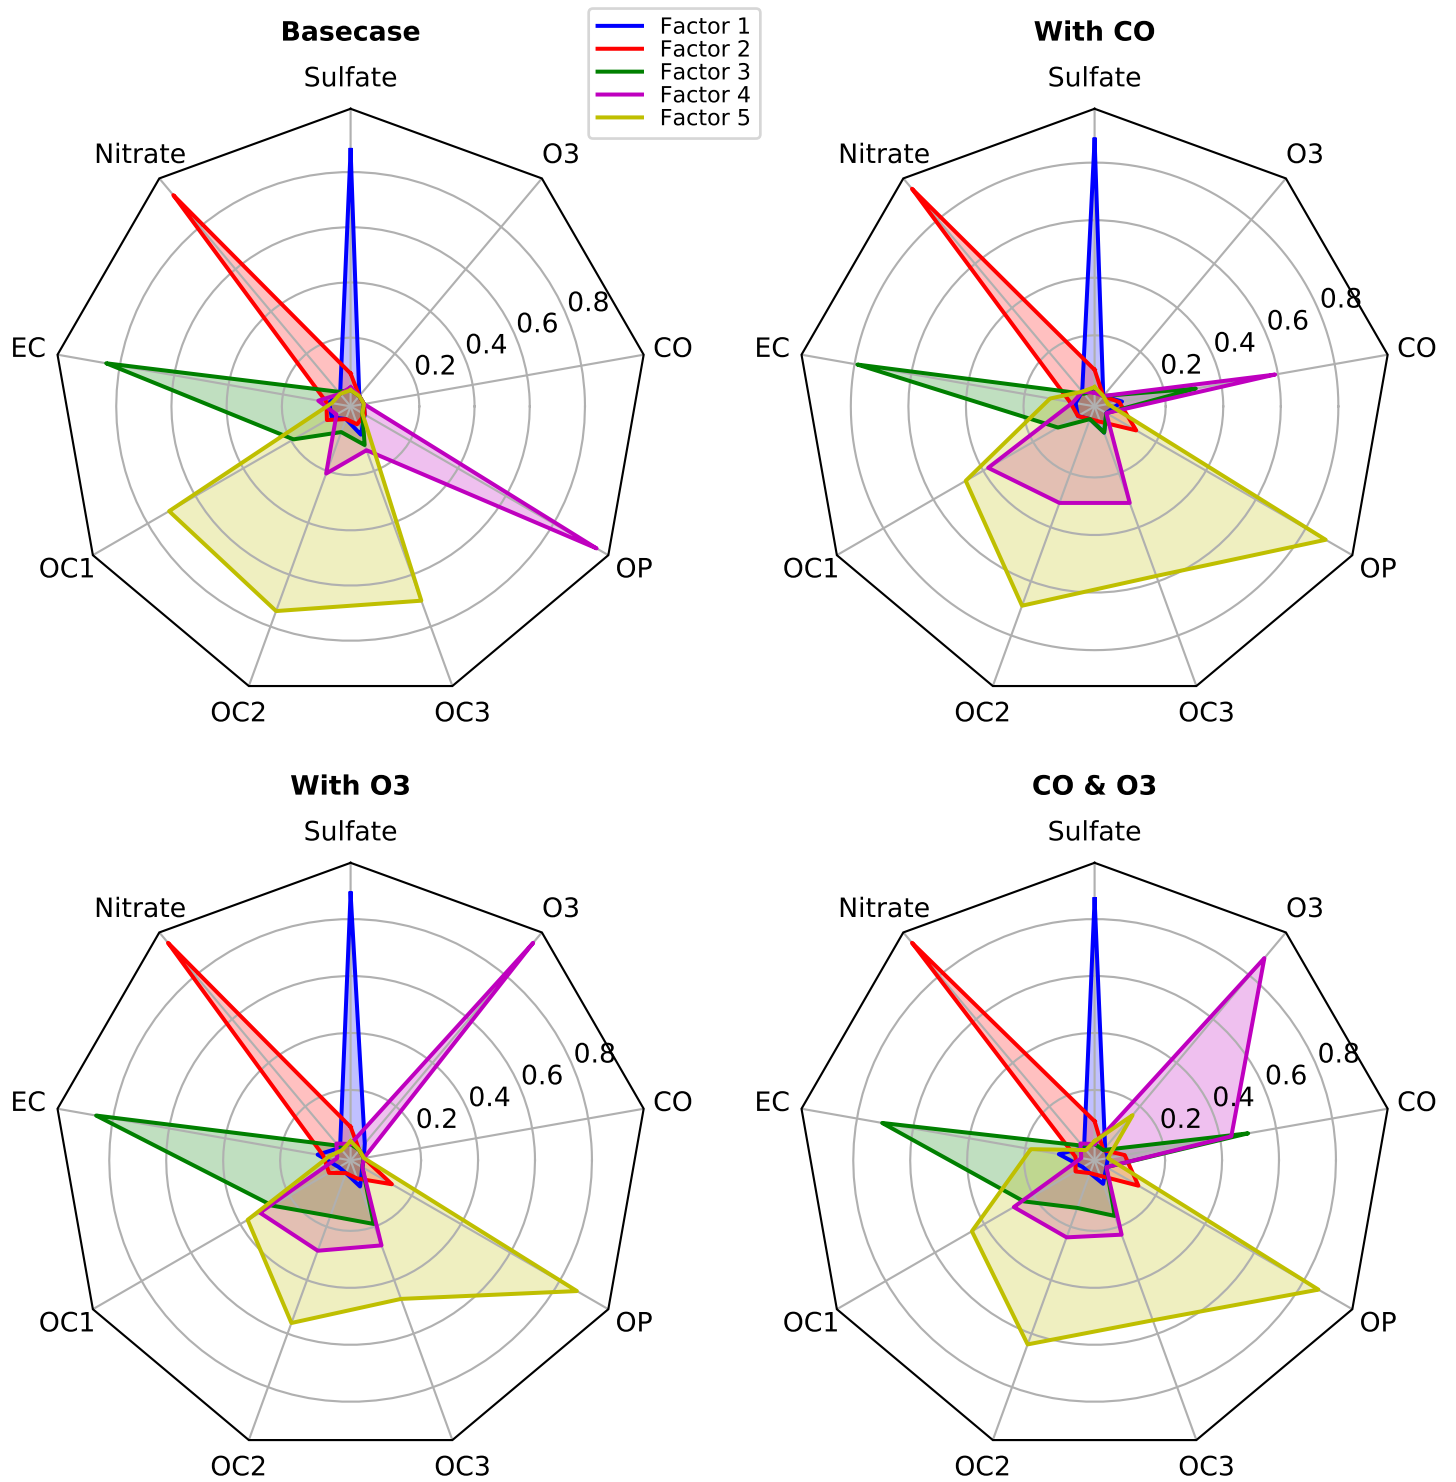 Basecase
Sulfate
Nitrate
O3
EC
CO
OC1
OP
OC2
OC3
0.2
0.4
0.6
0.8
Factor 1
Factor 2
Factor 3
Factor 4
Factor 5
With CO
Sulfate
Nitrate
O3
EC
CO
OC1
OP
OC2
OC3
0.2
0.4
0.6
0.8
With O3
Sulfate
Nitrate
O3
EC
CO
OC1
OP
OC2
OC3
0.2
0.4
0.6
0.8
CO & O3
Sulfate
Nitrate
O3
EC
CO
OC1
OP
OC2
OC3
0.2
0.4
0.6
0.8